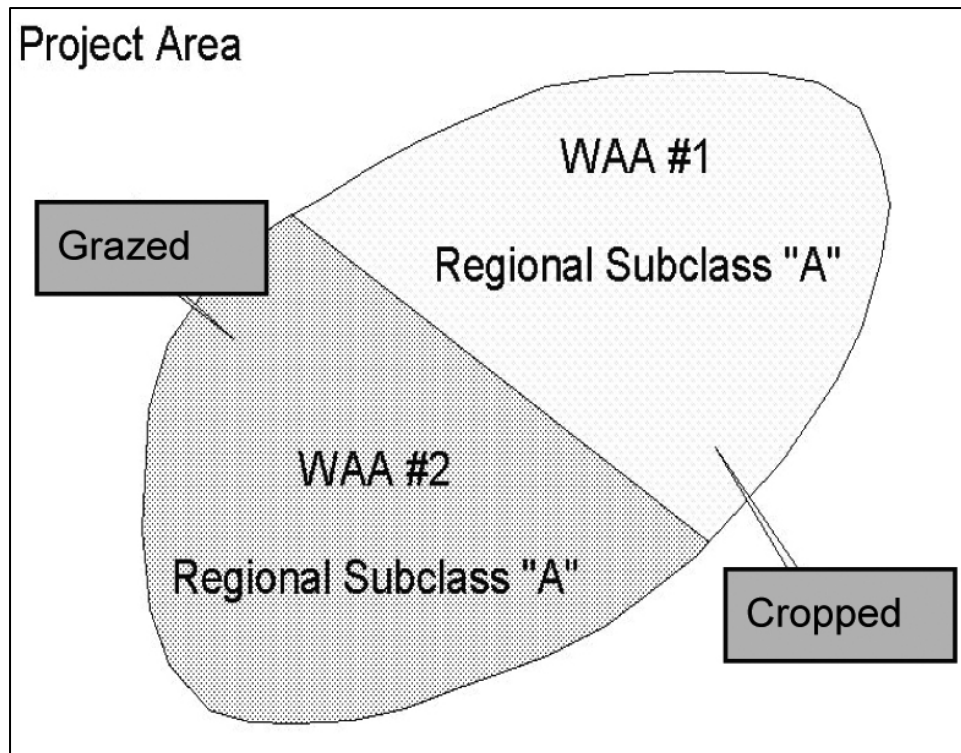 Project Area
WAA #1
Grazed
Regional Subclass "A"
WAA #2
Regional Subclass "A"
Cropped